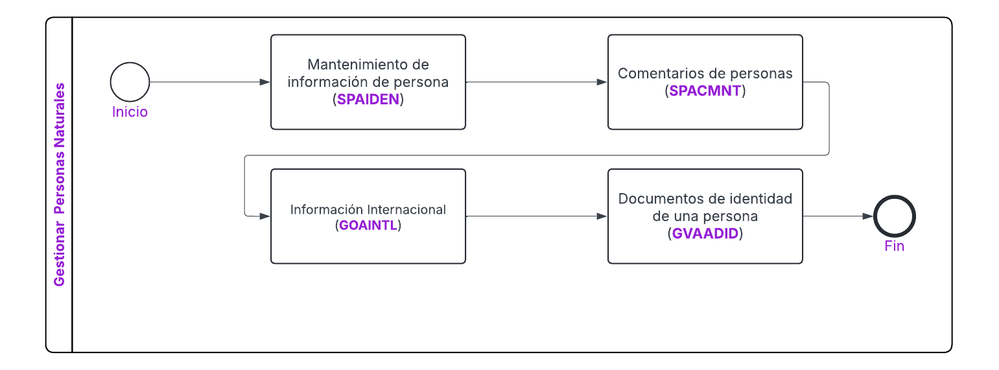 Gestionar Personas Naturales
Inicio
Mantenimiento de
información de persona
(SPAIDEN)
Comentarios de personas
(SPACMNT)
Información Internacional
(GOAINTL)
Documentos de identidad
de una persona
(GVAADID)
Fin